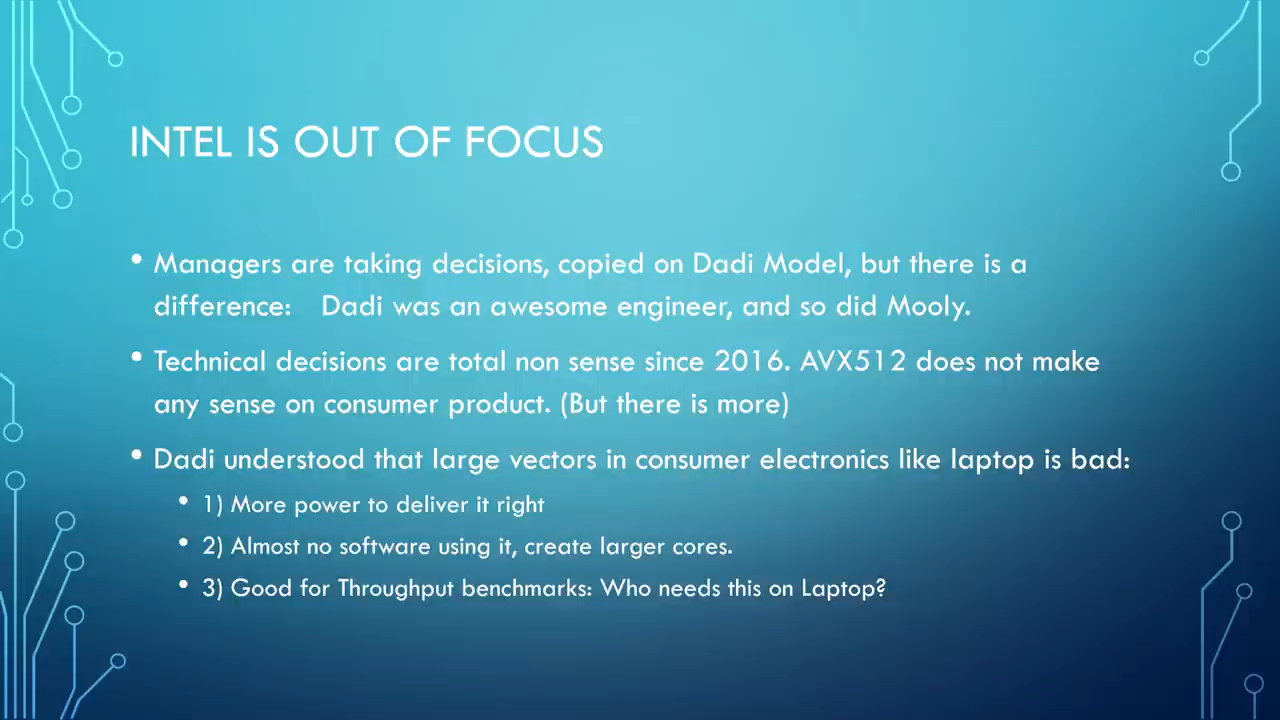 INTEL IS OUT OF FOCUS
• Managers are taking decisions, copied on Dadi Model, but there is a
difference: Dadi was an awesome engineer, and so did Mooly.
• Technical decisions are total non sense since 2016. AVX512 does not make
any sense on consumer product. (But there is more)
• Dadi understood that large vectors in consumer electronics like laptop is bad:
• 1) More power to deliver it right
• 2) Almost no software using it, create larger cores.
• 3) Good for Throughput benchmarks: Who needs this on Laptop?